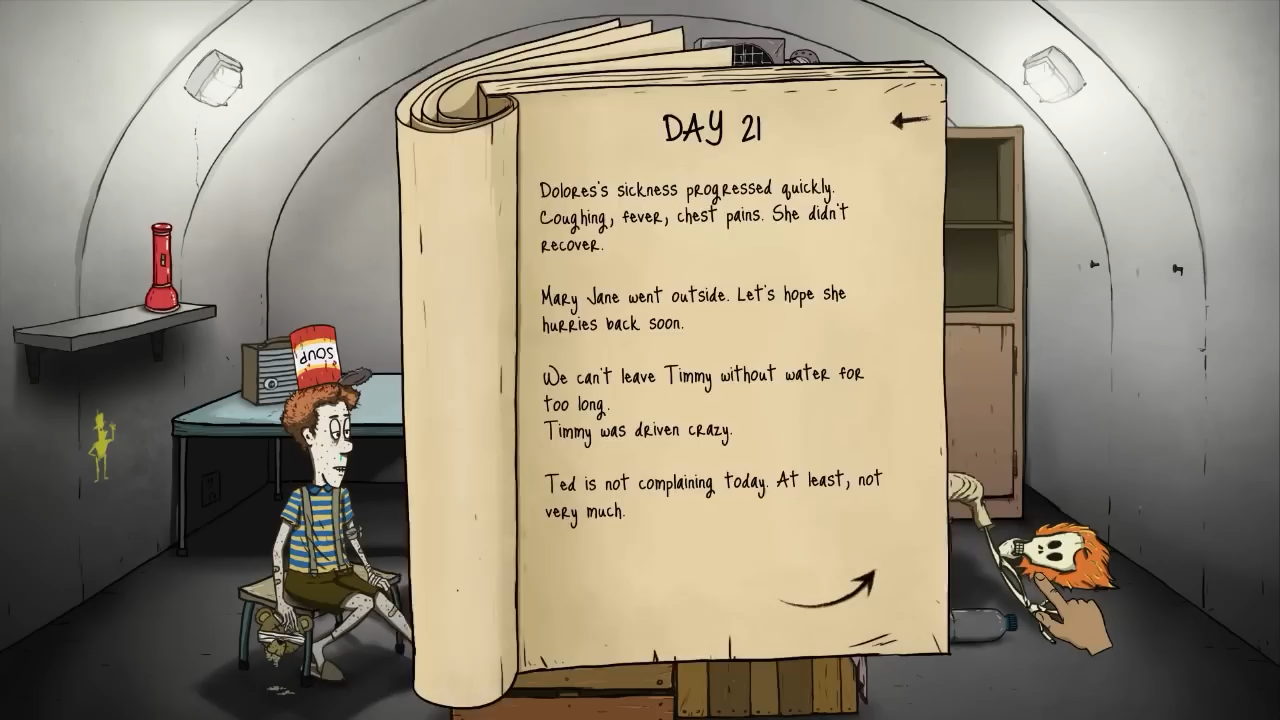 DAY 21
Dolores's sickness progressed quickly.
Coughing, fever, chest pains. She didn't
recover.
Mary Jane went outside. Let's hope she
hurries back soon.
We can't leave Timmy without water for
too long.
Timmy was driven crazy.
Ted is not complaining today. At least, not
very much.
SOUP